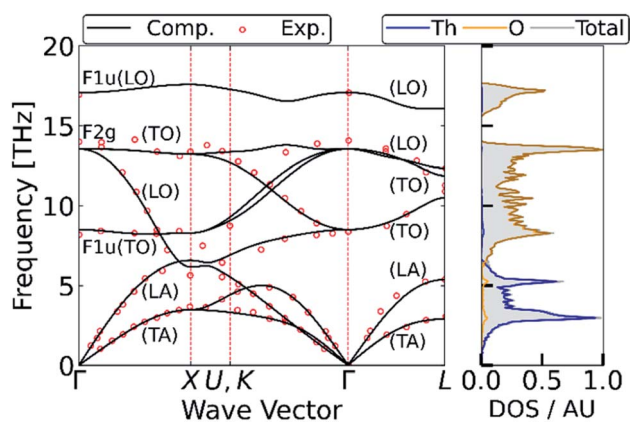 Comp. Exp. Th O Total
20
15
10
5
0
Frequency [THz]
F1u(LO) (LO)
F2g (TO) (LO)
(LO) (TO)
F1u(TO) (TO)
(LA) (LA)
(TA) (TA)
Γ X U, K Γ L
Wave Vector
0.0 0.5 1.0
DOS / AU